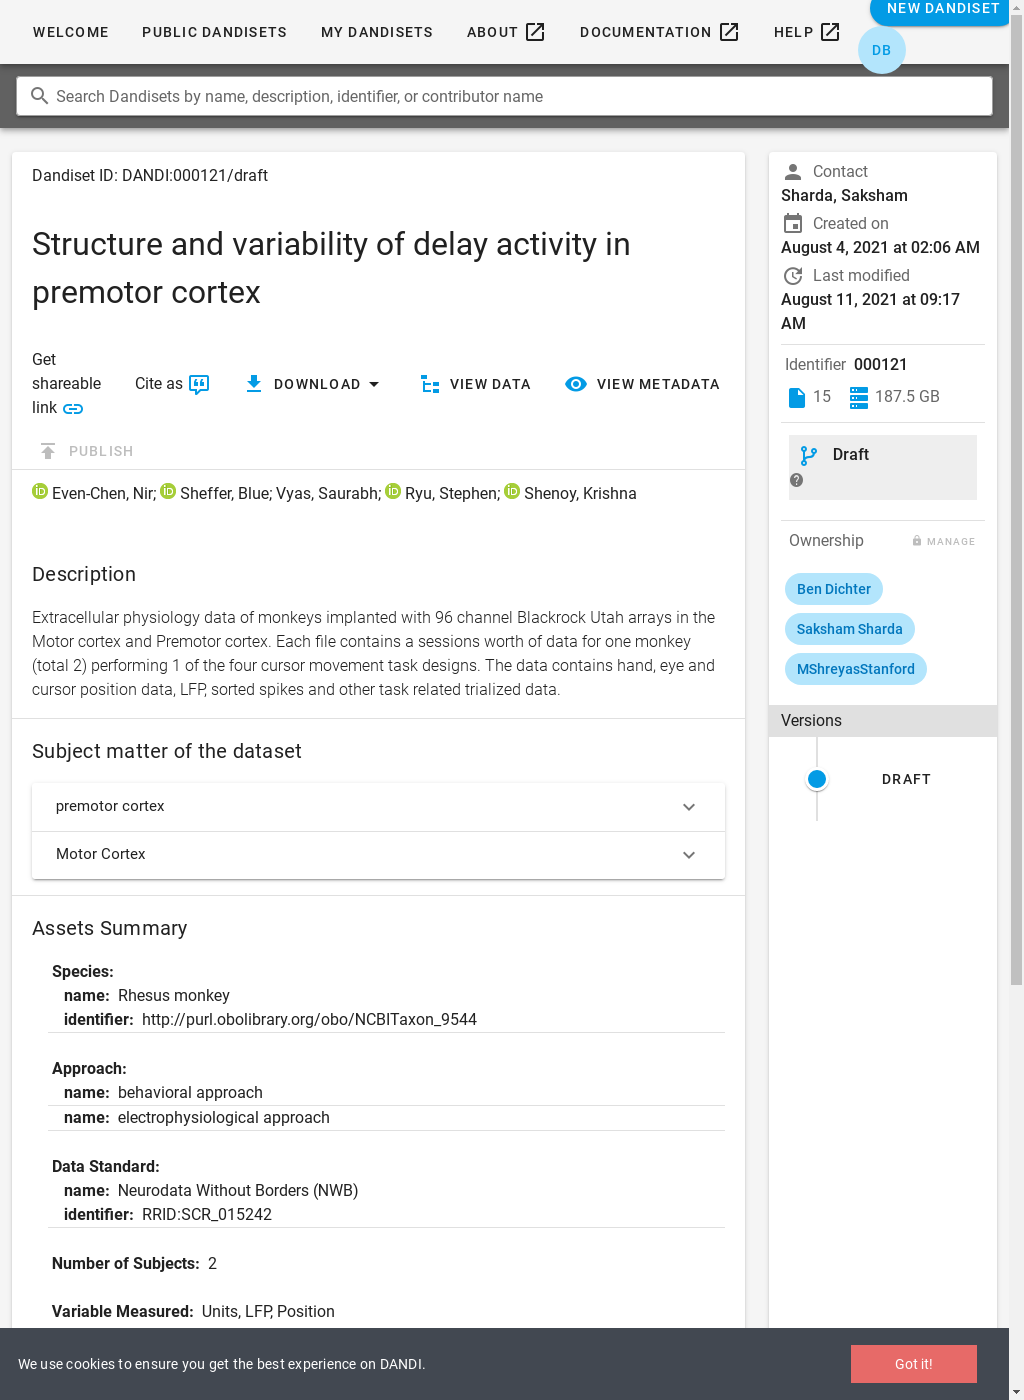 WELCOME
PUBLIC DANDISETS
MY DANDISETS
ABOUT
DOCUMENTATION
HELP
NEW DANDISET
DB
Search Dandisets by name, description, identifier, or contributor name
Dandiset ID: DANDI:000121/draft
Structure and variability of delay activity in
premotor cortex
Get
shareable
link
Cite as
DOWNLOAD
VIEW DATA
VIEW METADATA
PUBLISH
iD Even-Chen, Nir; iD Sheffer, Blue; Vyas, Saurabh; iD Ryu, Stephen; iD Shenoy, Krishna
Description
Extracellular physiology data of monkeys implanted with 96 channel Blackrock Utah arrays in the
Motor cortex and Premotor cortex. Each file contains a sessions worth of data for one monkey
(total 2) performing 1 of the four cursor movement task designs. The data contains hand, eye and
cursor position data, LFP, sorted spikes and other task related trialized data.
Subject matter of the dataset
premotor cortex
Motor Cortex
Assets Summary
Species:
name: Rhesus monkey
identifier: http://purl.obolibrary.org/obo/NCBITaxon_9544
Approach:
name: behavioral approach
name: electrophysiological approach
Data Standard:
name: Neurodata Without Borders (NWB)
identifier: RRID:SCR_015242
Number of Subjects: 2
Variable Measured: Units, LFP, Position
Contact
Sharda, Saksham
Created on
August 4, 2021 at 02:06 AM
Last modified
August 11, 2021 at 09:17
AM
Identifier 000121
15 187.5 GB
Draft
?
Ownership
MANAGE
Ben Dichter
Saksham Sharda
MShreyasStanford
Versions
DRAFT
We use cookies to ensure you get the best experience on DANDI.
Got it!